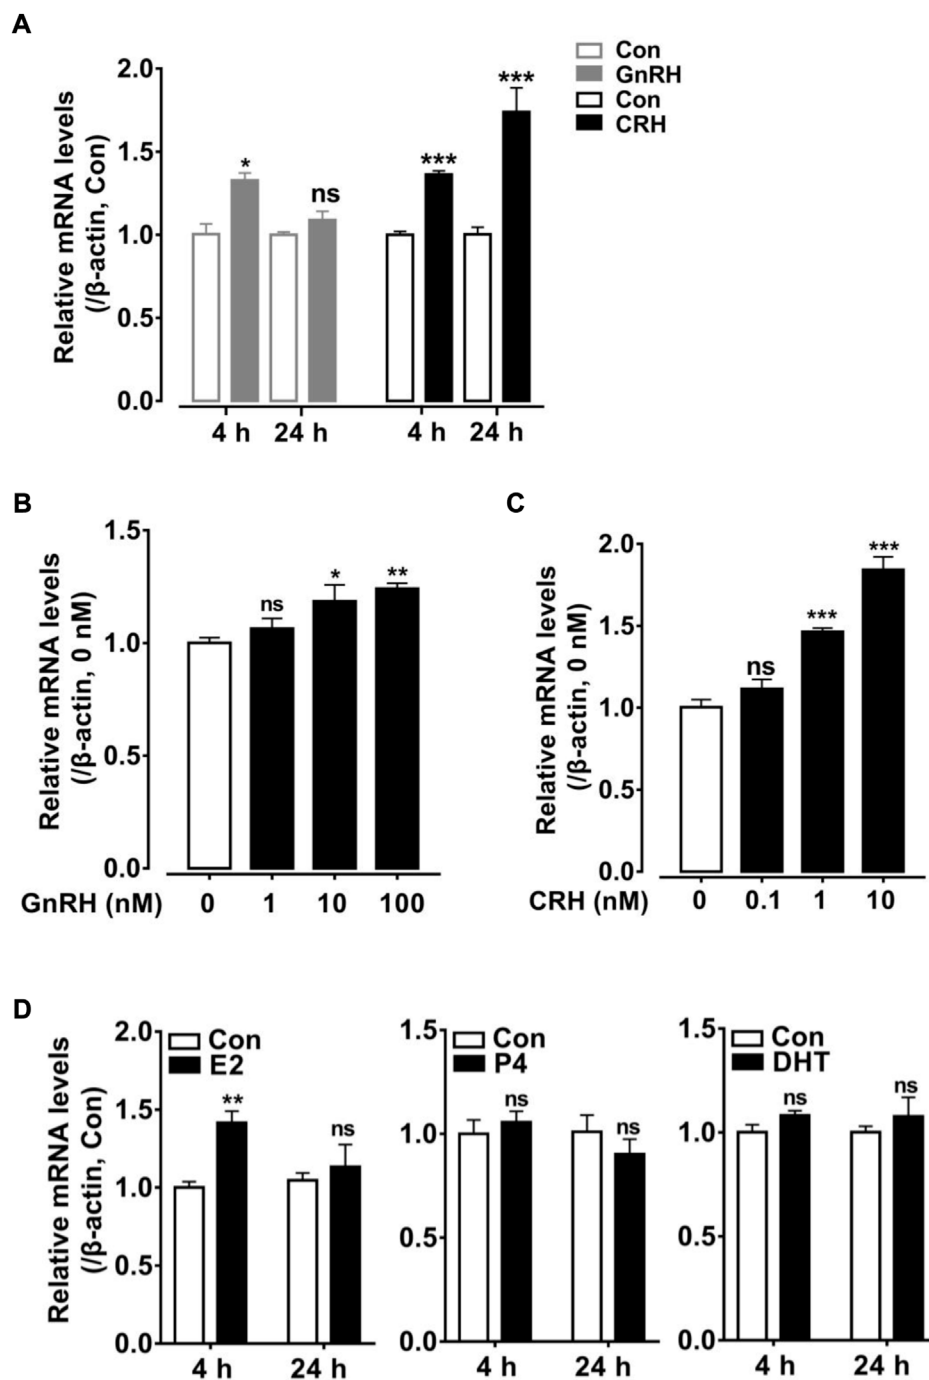 A
Relative mRNA levels
(/β-actin, Con)
2.0
1.5
1.0
0.5
0.0
*
ns
***
***
4 h
24 h
4 h
24 h
Con
GnRH
Con
CRH
B
Relative mRNA levels
(/β-actin, 0 nM)
1.5
1.0
0.5
0.0
ns
*
**
GnRH (nM)
0
1
10
100
C
Relative mRNA levels
(/β-actin, 0 nM)
2.0
1.5
1.0
0.5
0.0
ns
***
***
CRH (nM)
0
0.1
1
10
D
Relative mRNA levels
(/β-actin, Con)
2.0
1.5
1.0
0.5
0.0
Con
E2
**
ns
4 h
24 h
1.5
1.0
0.5
0.0
Con
P4
ns
ns
4 h
24 h
1.5
1.0
0.5
0.0
Con
DHT
ns
ns
4 h
24 h